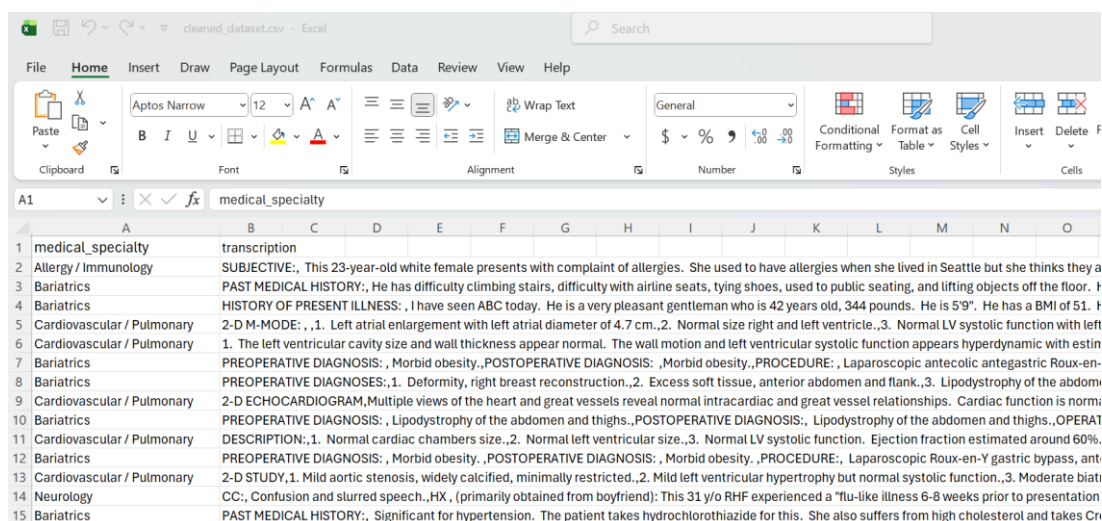 cleaned_dataset.csv - Excel
Search
File Home Insert Draw Page Layout Formulas Data Review View Help
Paste
Aptos Narrow 12 A A
B I U A
ab Wrap Text
Merge & Center
General
$ % 9 .00 .00
Conditional Formatting
Format as Table
Cell Styles
Insert Delete F
Clipboard Font Alignment Number Styles Cells
A1 fx medical_specialty
A B C D E F G H I J K L M N O
1 medical_specialty transcription
2 Allergy / Immunology SUBJECTIVE:, This 23-year-old white female presents with complaint of allergies. She used to have allergies when she lived in Seattle but she thinks they a
3 Bariatrics PAST MEDICAL HISTORY:, He has difficulty climbing stairs, difficulty with airline seats, tying shoes, used to public seating, and lifting objects off the floor. H
4 Bariatrics HISTORY OF PRESENT ILLNESS: , I have seen ABC today. He is a very pleasant gentleman who is 42 years old, 344 pounds. He is 5'9". He has a BMI of 51. H
5 Cardiovascular / Pulmonary 2-D M-MODE: , ,1. Left atrial enlargement with left atrial diameter of 4.7 cm.,2. Normal size right and left ventricle.,3. Normal LV systolic function with left
6 Cardiovascular / Pulmonary 1. The left ventricular cavity size and wall thickness appear normal. The wall motion and left ventricular systolic function appears hyperdynamic with estim
7 Bariatrics PREOPERATIVE DIAGNOSIS: , Morbid obesity.,POSTOPERATIVE DIAGNOSIS: ,Morbid obesity.,PROCEDURE: , Laparoscopic antecolic antegastric Roux-en-
8 Bariatrics PREOPERATIVE DIAGNOSES:,1. Deformity, right breast reconstruction.,2. Excess soft tissue, anterior abdomen and flank.,3. Lipodystrophy of the abdom
9 Cardiovascular / Pulmonary 2-D ECHOCARDIOGRAM,Multiple views of the heart and great vessels reveal normal intracardiac and great vessel relationships. Cardiac function is norma
10 Bariatrics PREOPERATIVE DIAGNOSIS: , Lipodystrophy of the abdomen and thighs.,POSTOPERATIVE DIAGNOSIS:, Lipodystrophy of the abdomen and thighs.,OPERAT
11 Cardiovascular / Pulmonary DESCRIPTION:,1. Normal cardiac chambers size.,2. Normal left ventricular size.,3. Normal LV systolic function. Ejection fraction estimated around 60%.
12 Bariatrics PREOPERATIVE DIAGNOSIS: , Morbid obesity. ,POSTOPERATIVE DIAGNOSIS: , Morbid obesity. ,PROCEDURE:, Laparoscopic Roux-en-Y gastric bypass, ant
13 Cardiovascular / Pulmonary 2-D STUDY,1. Mild aortic stenosis, widely calcified, minimally restricted.,2. Mild left ventricular hypertrophy but normal systolic function.,3. Moderate biatr
14 Neurology CC:, Confusion and slurred speech.,HX , (primarily obtained from boyfriend): This 31 y/o RHF experienced a "flu-like illness 6-8 weeks prior to presentation.
15 Bariatrics PAST MEDICAL HISTORY:, Significant for hypertension. The patient takes hydrochlorothiazide for this. She also suffers from high cholesterol and takes Cre